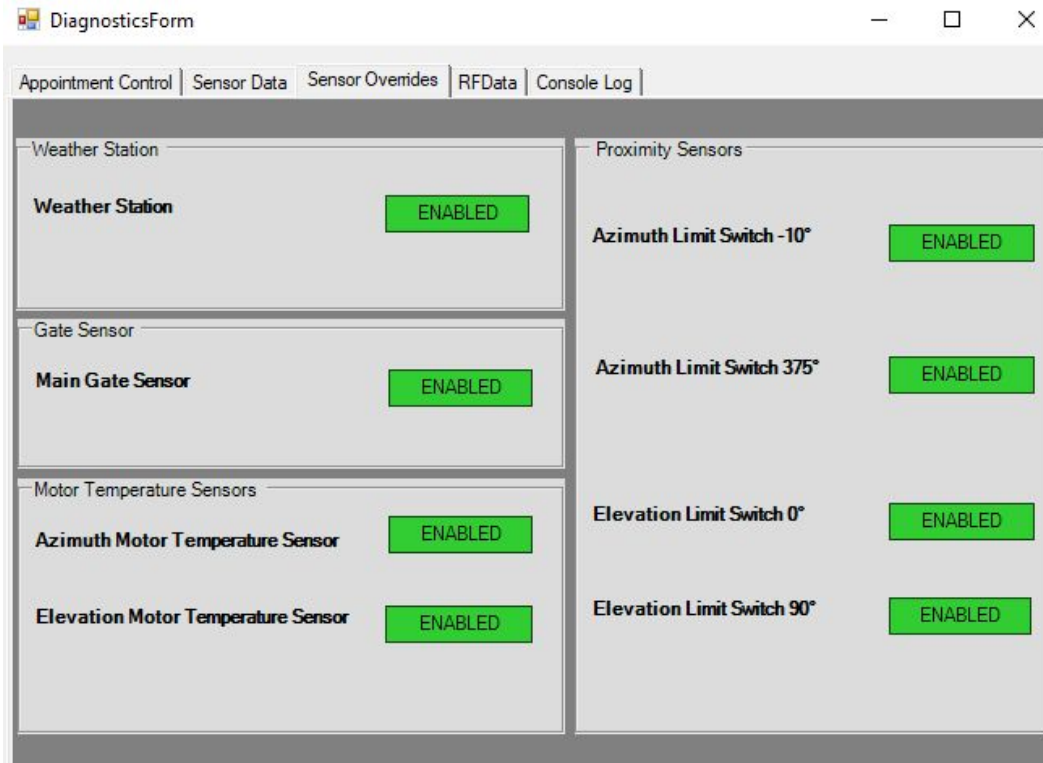 DiagnosticsForm
Appointment Control
Sensor Data
Sensor Overrides
RFData
Console Log
Weather Station
Weather Station
ENABLED
Gate Sensor
Main Gate Sensor
ENABLED
Motor Temperature Sensors
Azimuth Motor Temperature Sensor
ENABLED
Elevation Motor Temperature Sensor
ENABLED
Proximity Sensors
Azimuth Limit Switch -10°
ENABLED
Azimuth Limit Switch 375°
ENABLED
Elevation Limit Switch 0°
ENABLED
Elevation Limit Switch 90°
ENABLED